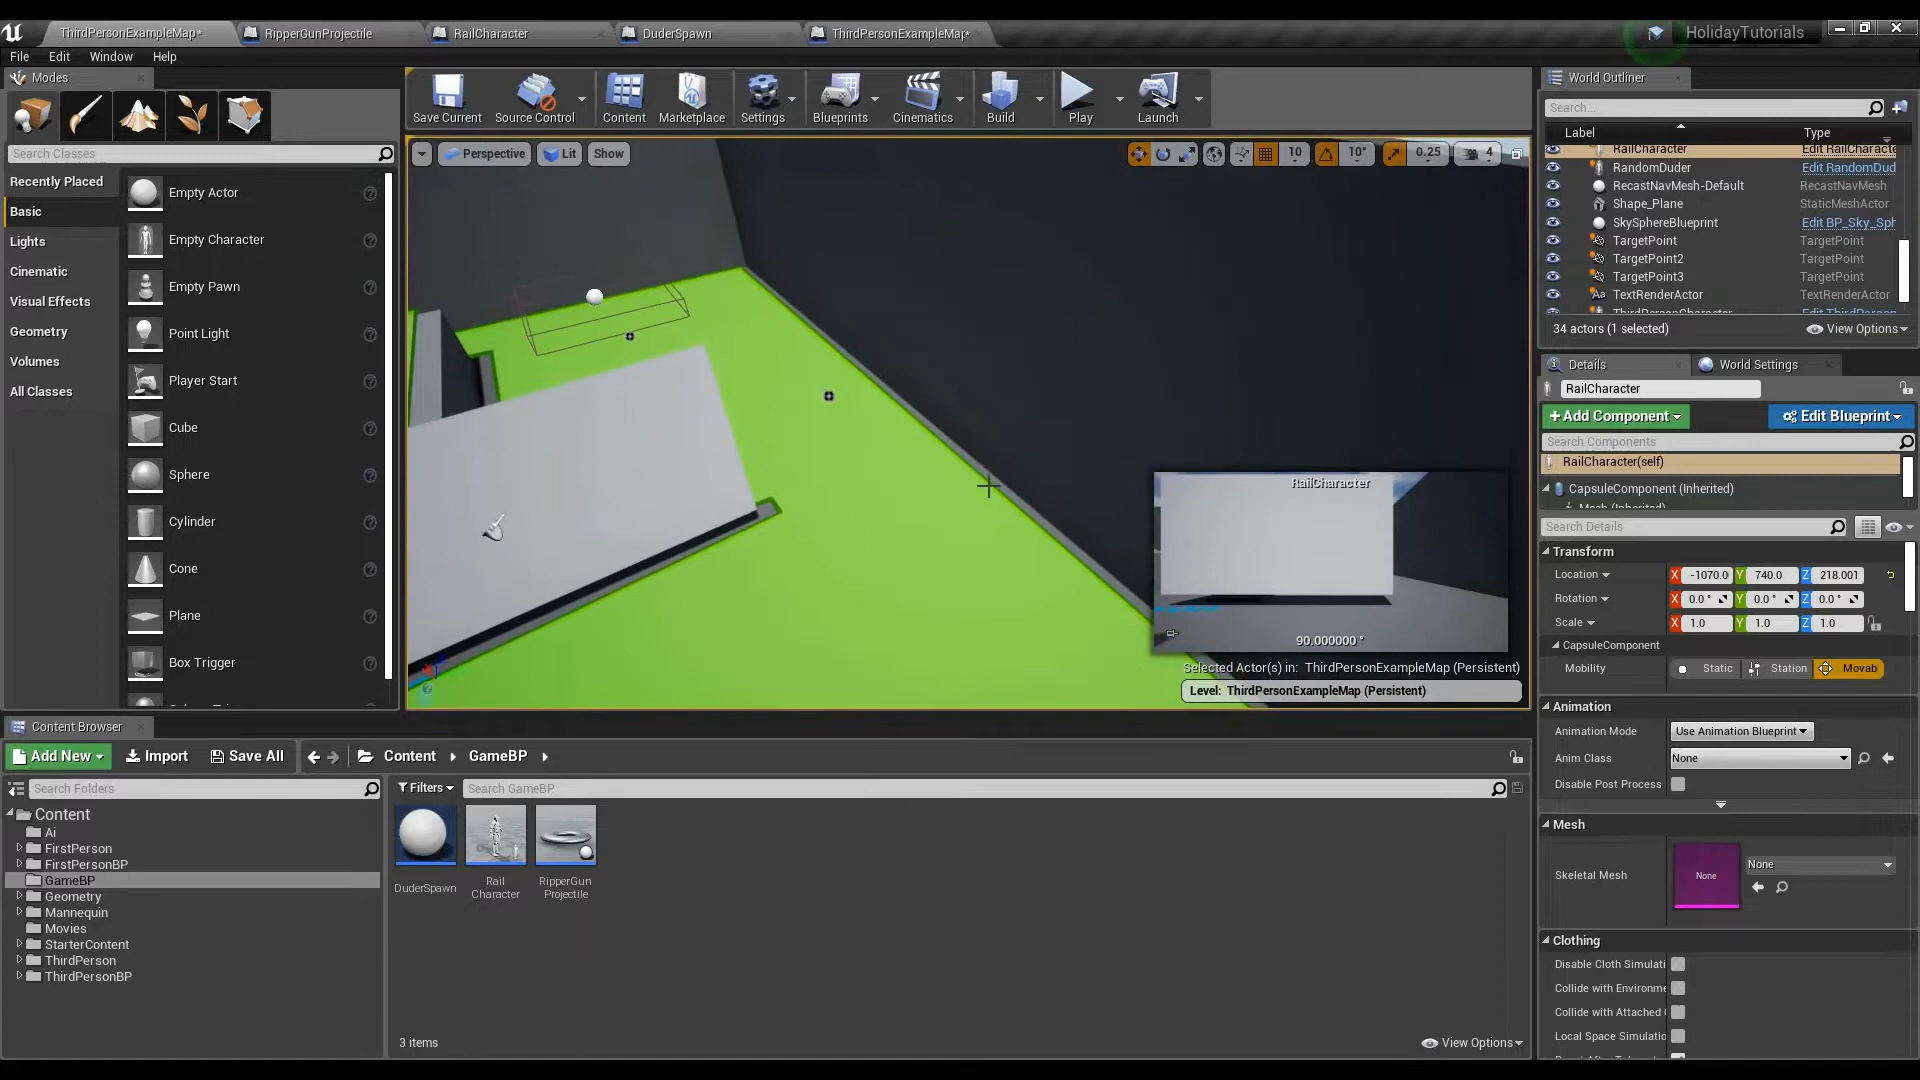 ThirdPersonExampleMap*
RipperGunProjectile
RailCharacter
DuderSpawn
ThirdPersonExampleMap*
HolidayTutorials
File Edit Window Help
Modes
Search Classes
Recently Placed
Basic
Lights
Cinematic
Visual Effects
Geometry
Volumes
All Classes
Empty Actor
Empty Character
Empty Pawn
Point Light
Player Start
Cube
Sphere
Cylinder
Cone
Plane
Box Trigger
Save Current
Source Control
Content
Marketplace
Settings
Blueprints
Cinematics
Build
Play
Launch
Perspective Lit Show
10 10° 0.25 4
RailCharacter
90.000000 °
Selected Actor(s) in: ThirdPersonExampleMap (Persistent)
Level: ThirdPersonExampleMap (Persistent)
World Outliner
Search...
Label Type
RailCharacter Edit RailCharacte
RandomDuder Edit RandomDud
RecastNavMesh-Default RecastNavMesh
Shape_Plane StaticMeshActor
SkySphereBlueprint Edit BP_Sky_Sph
TargetPoint TargetPoint
TargetPoint2 TargetPoint
TargetPoint3 TargetPoint
TextRenderActor TextRenderActor
ThirdPersonCharacter Edit ThirdPerson
34 actors (1 selected) View Options
Details World Settings
RailCharacter
+Add Component Edit Blueprint
Search Components
RailCharacter(self)
CapsuleComponent (Inherited)
Mesh (Inherited)
Search Details
Transform
Location X -1070.0 Y 740.0 Z 218.001
Rotation X 0.0 ° Y 0.0 ° Z 0.0 °
Scale X 1.0 Y 1.0 Z 1.0
CapsuleComponent
Mobility Static Station Movab
Animation
Animation Mode Use Animation Blueprint
Anim Class None
Disable Post Process
Mesh
Skeletal Mesh None None
Clothing
Disable Cloth Simulati
Collide with Environme
Collide with Attached
Local Space Simulatio
Content Browser
Add New Import Save All Content GameBP
Search Folders
Filters Search GameBP
Content
Ai
FirstPerson
FirstPersonBP
GameBP
Geometry
Mannequin
Movies
StarterContent
ThirdPerson
ThirdPersonBP
DuderSpawn
Rail
Character
RipperGun
Projectile
3 items View Options